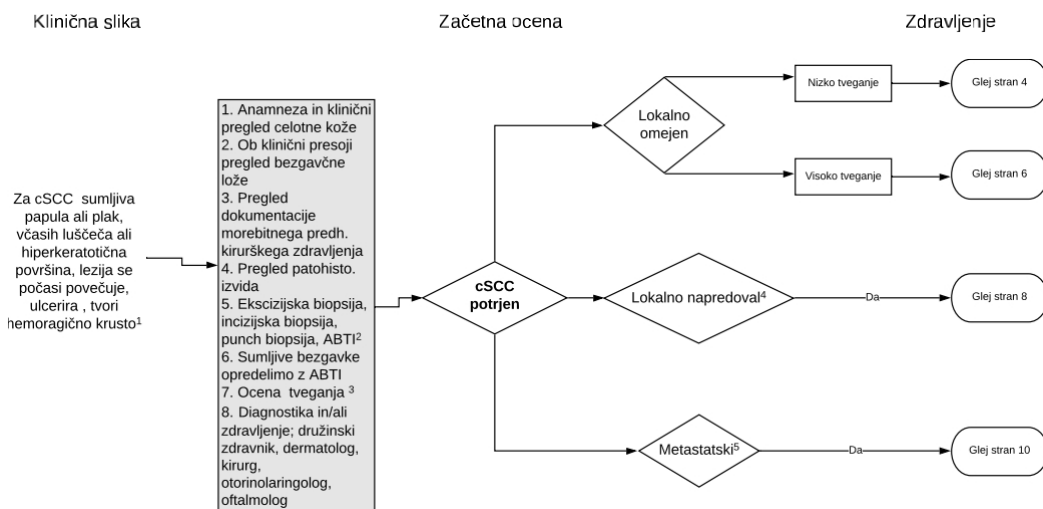 Klinična slika
Začetna ocena
Zdravljenje
Za cSCC sumljiva
papula ali plak,
včasih luščeča ali
hiperkeratotična
površina, lezija se
počasi povečuje,
ulcerira , tvori
hemoragično krusto¹
1. Anamneza in klinični
pregled celotne kože
2. Ob klinični presoji
pregled bezgavčne
lože
3. Pregled
dokumentacije
morebitnega predh.
kirurškega zdravljenja
4. Pregled patohisto.
izvida
5. Ekscizijska biopsija,
incizijska biopsija,
punch biopsija, ABTI²
6. Sumljive bezgavke
opredelimo z ABTI
7. Ocena tveganja ³
8. Diagnostika in/ali
zdravljenje; družinski
zdravnik, dermatolog,
kirurg,
otorinolaringolog,
oftalmolog
cSCC
potrjen
Lokalno
omejen
Nizko tveganje
Glej stran 4
Visoko tveganje
Glej stran 6
Lokalno napredoval⁴
Da
Glej stran 8
Metastatski⁵
Da
Glej stran 10